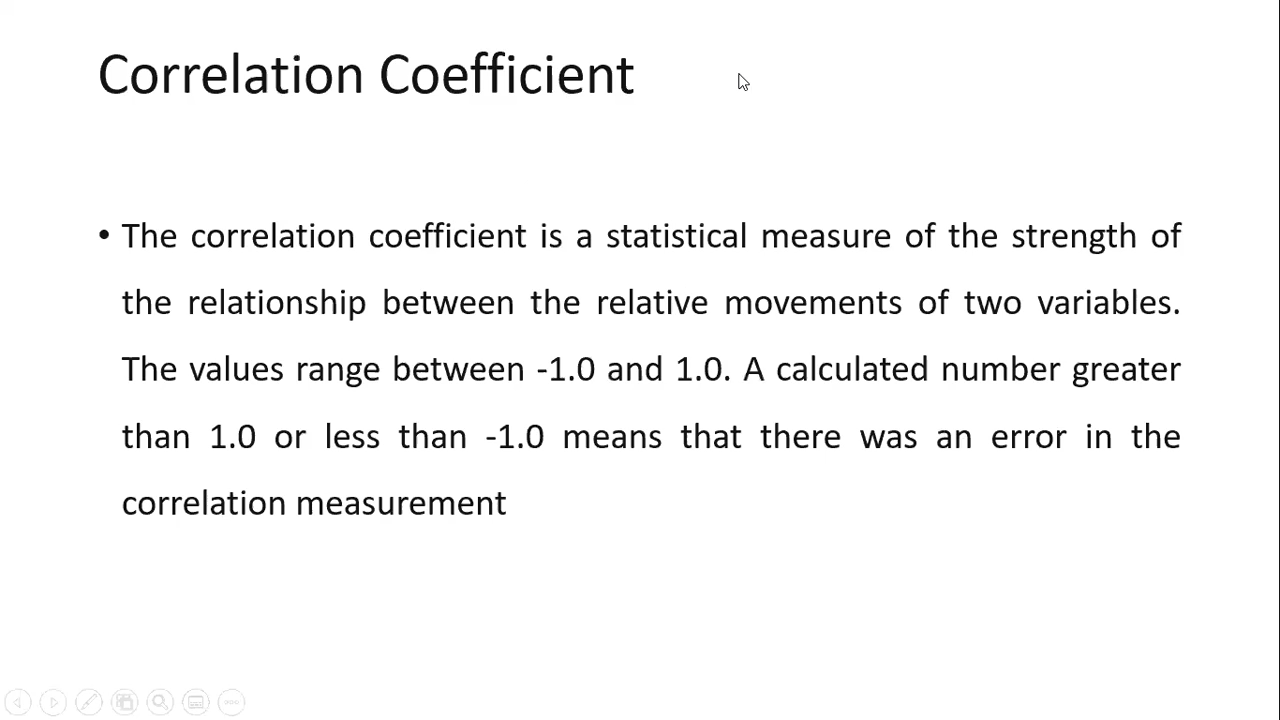 Correlation Coefficient
• The correlation coefficient is a statistical measure of the strength of
the relationship between the relative movements of two variables.
The values range between -1.0 and 1.0. A calculated number greater
than 1.0 or less than -1.0 means that there was an error in the
correlation measurement